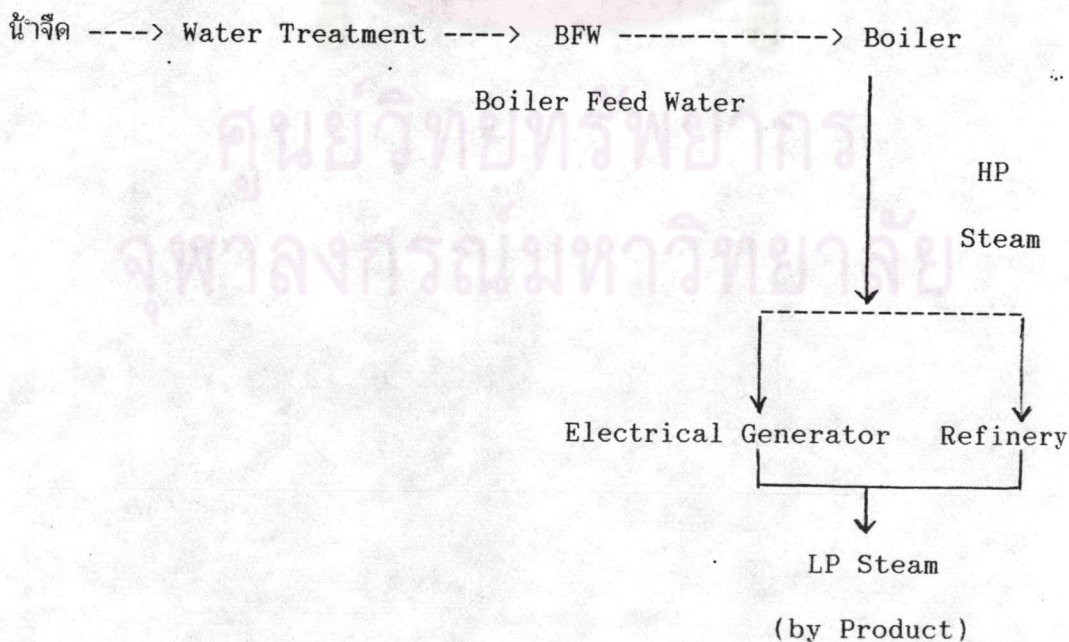 น้ำจืด ----> Water Treatment ----> BFW --------------> Boiler
Boiler Feed Water
HP
Steam
ศูนย์วิทยทรัพยากร
จุฬาลงกรณ์มหาวิทยาลัย
Electrical Generator Refinery
LP Steam
(by Product)